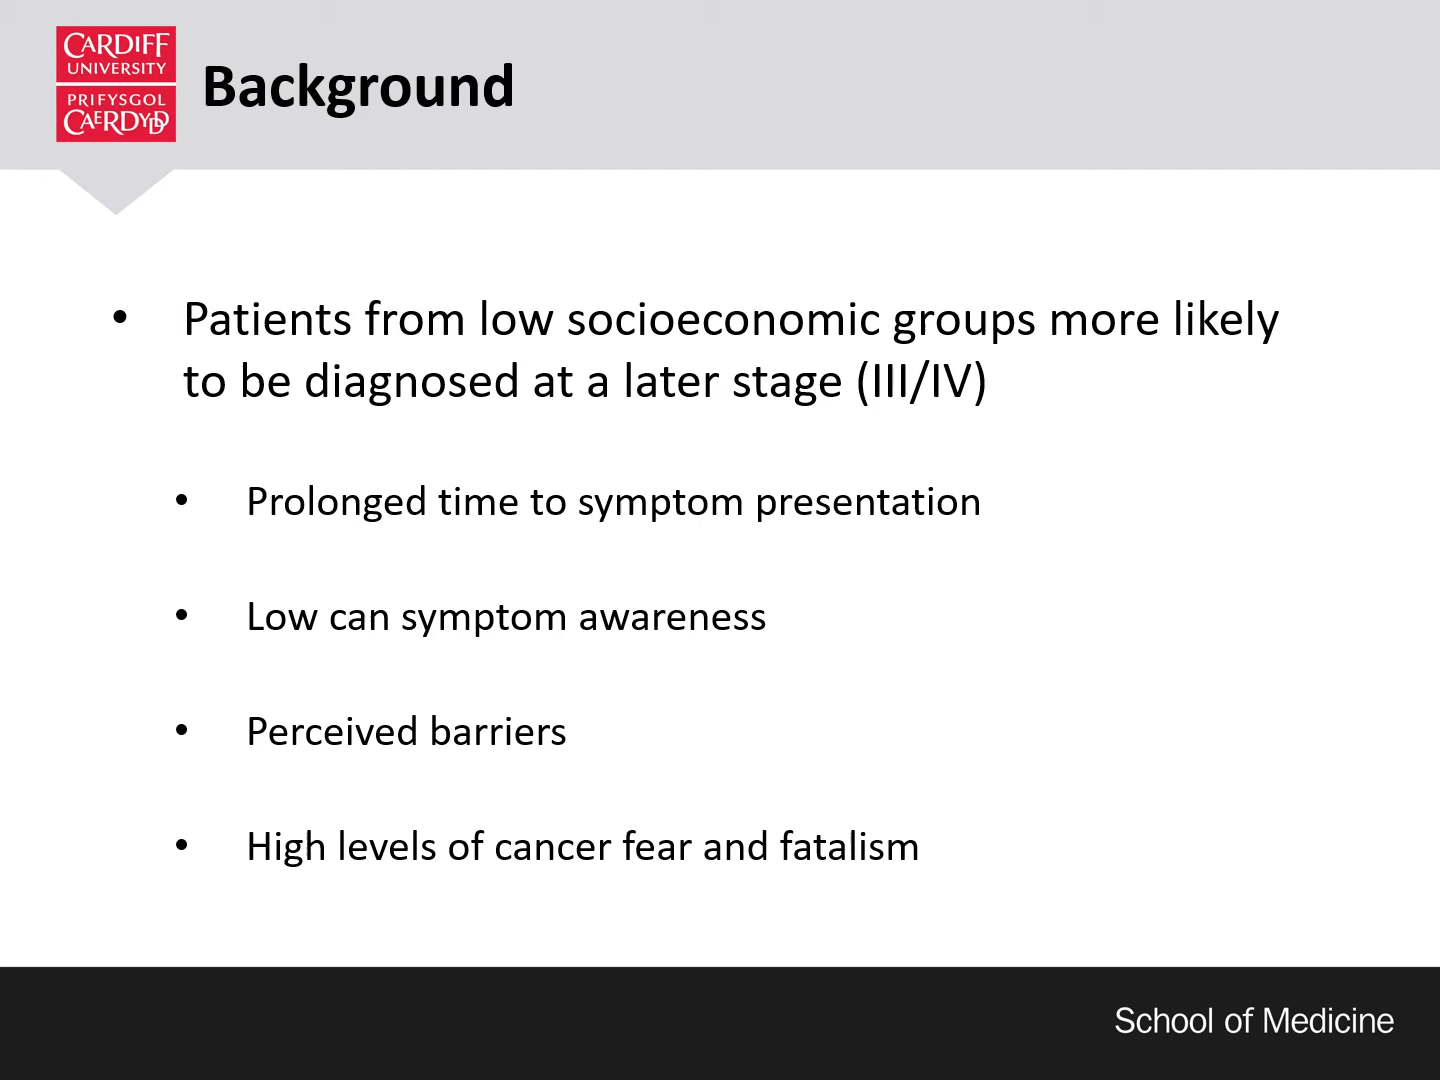 CARDIFF
UNIVERSITY
PRIFYSGOL
CAERDYDD
Background
• Patients from low socioeconomic groups more likely
to be diagnosed at a later stage (III/IV)
• Prolonged time to symptom presentation
• Low can symptom awareness
• Perceived barriers
• High levels of cancer fear and fatalism
School of Medicine